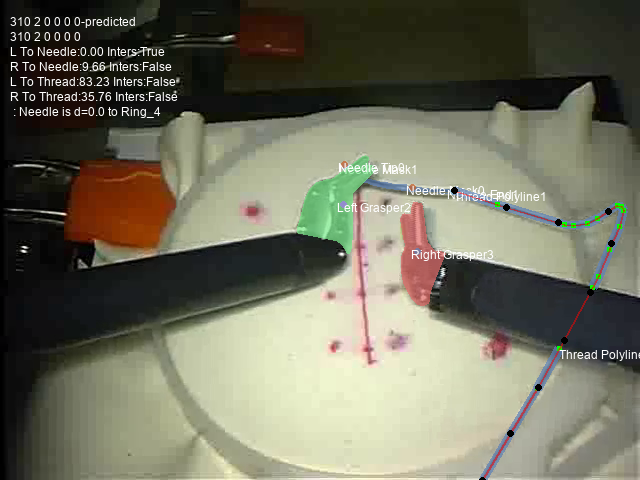 310 2 0 0 0 0-predicted
310 2 0 0 0 0
L To Needle:0.00 Inters:True
R To Needle:9.66 Inters:False
L To Thread:83.23 Inters:False
R To Thread:35.76 Inters:False
: Needle is d=0.0 to Ring_4
Needle Tip0
Mask1
Needle
End1
Thread Polyline1
Left Grasper2
Right Grasper3
Thread Polyline